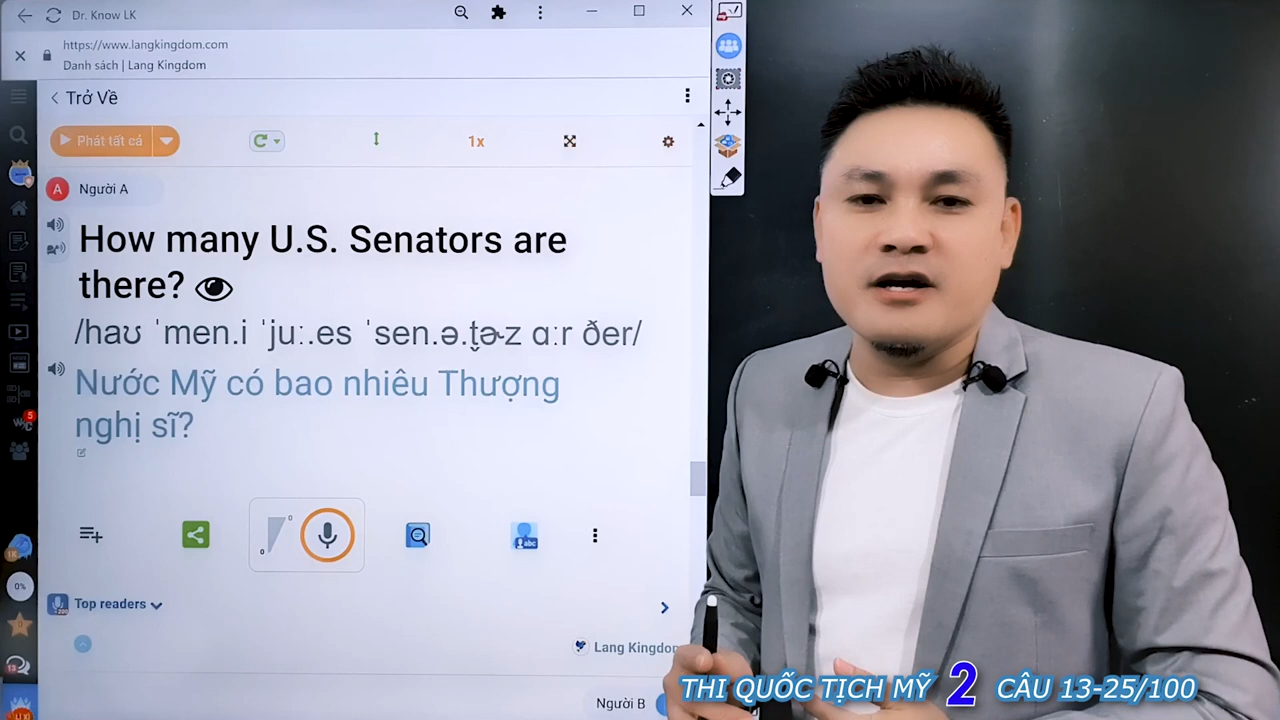 Dr. Know LK
https://www.langkingdom.com
Danh sách | Lang Kingdom
Trở Về
Phát tất cả
1x
A Người A
How many U.S. Senators are
there?
/haʊ ˈmen.i ˈjuː.es ˈsen.ə.t̬ɚz ɑːr ðer/
Nước Mỹ có bao nhiêu Thượng
nghị sĩ?
Top readers
Lang Kingdom
Người B
0%
THI QUỐC TỊCH MỸ 2 CÂU 13-25/100